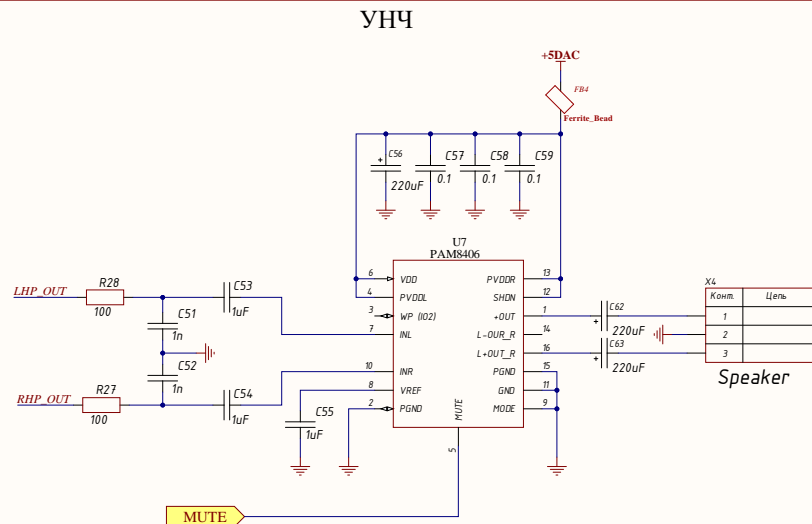 УНЧ
+5DAC
FB4
Ferrite_Bead
C56
220uF
C57
0.1
C58
0.1
C59
0.1
U7
PAM8406
6 VDD
4 PVDDL
3 WP (IO2)
7 INL
10 INR
8 VREF
2 PGND
PVDDR 13
SHDN 12
+OUT 1
L-OUR_R 14
L+OUT_R 16
PGND 15
GND 11
MODE 9
MUTE
5
LHP_OUT
R28
100
C51
1n
C53
1uF
C52
1n
RHP_OUT
R27
100
C54
1uF
C55
1uF
C62
220uF
C63
220uF
X4
Конт. Цепь
1
2
3
Speaker
MUTE